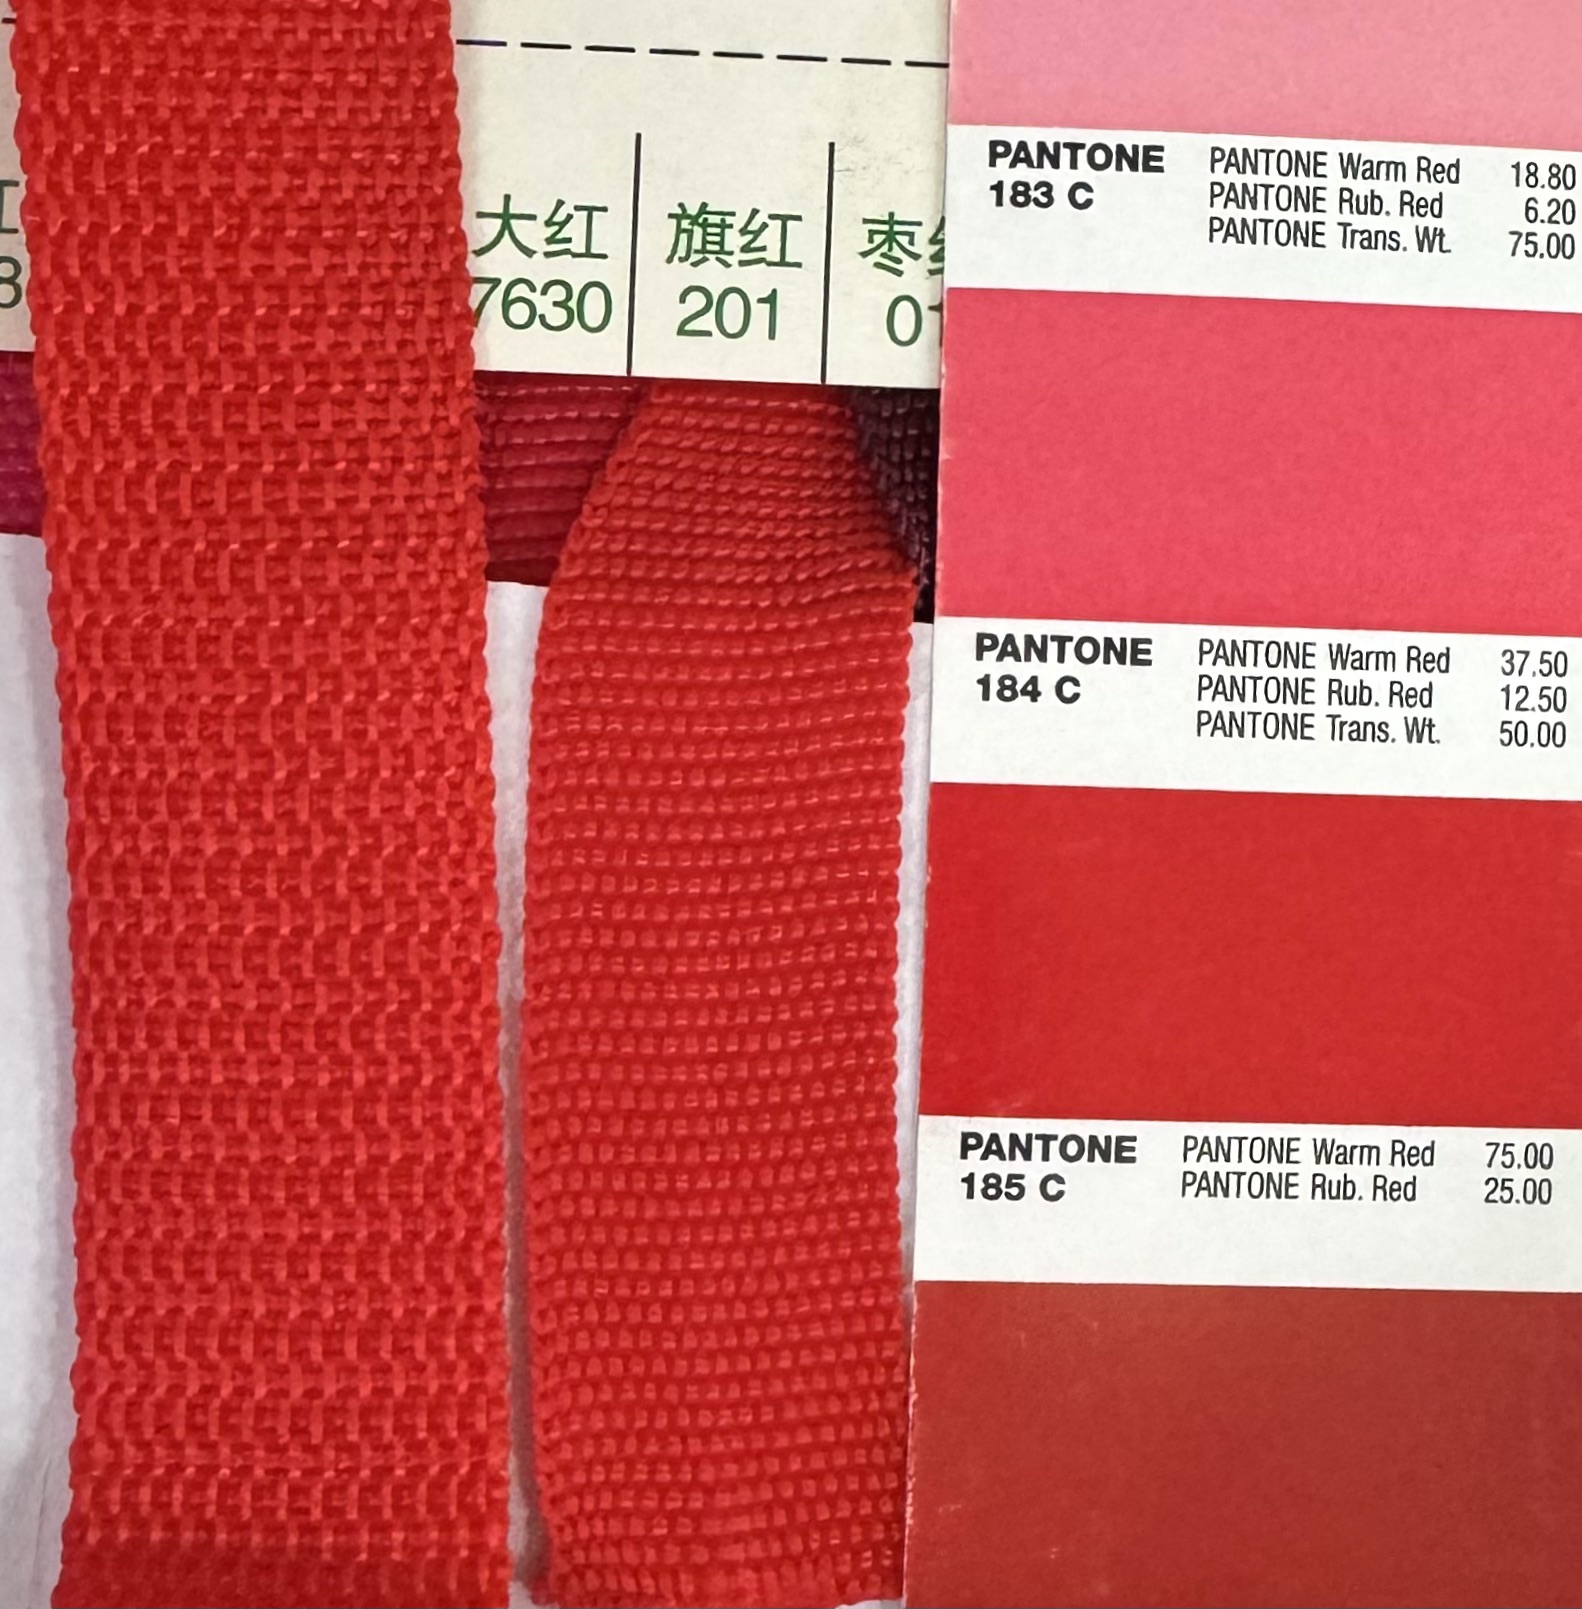 大红
7630
旗红
201
枣
PANTONE
183 C
PANTONE Warm Red 18.80
PANTONE Rub. Red 6.20
PANTONE Trans. Wt. 75.00
PANTONE
184 C
PANTONE Warm Red 37.50
PANTONE Rub. Red 12.50
PANTONE Trans. Wt. 50.00
PANTONE
185 C
PANTONE Warm Red 75.00
PANTONE Rub. Red 25.00